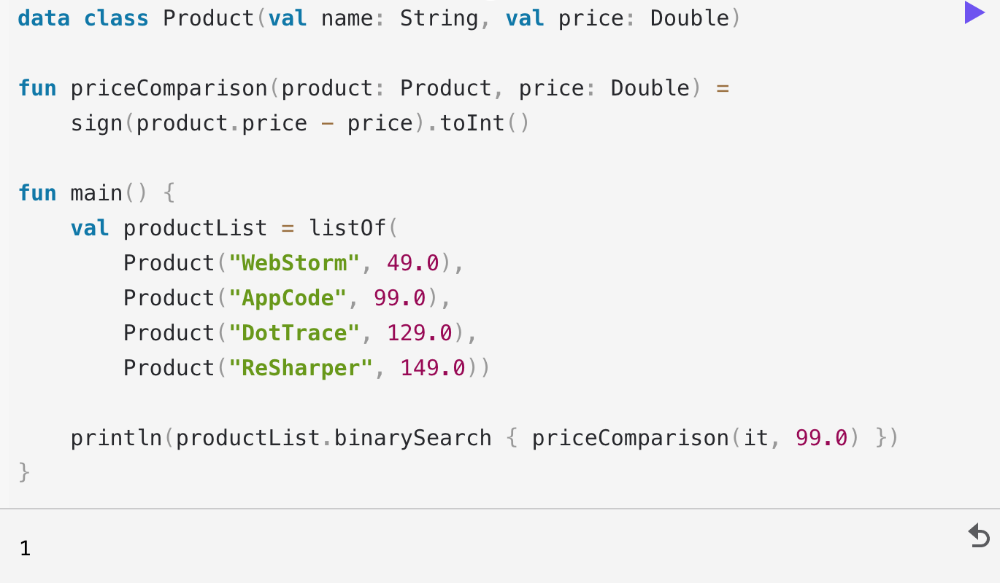 data class Product(val name: String, val price: Double)
fun priceComparison(product: Product, price: Double) =
    sign(product.price - price).toInt()
fun main() {
    val productList = listOf(
        Product("WebStorm", 49.0),
        Product("AppCode", 99.0),
        Product("DotTrace", 129.0),
        Product("ReSharper", 149.0))
    println(productList.binarySearch { priceComparison(it, 99.0) })
}
1